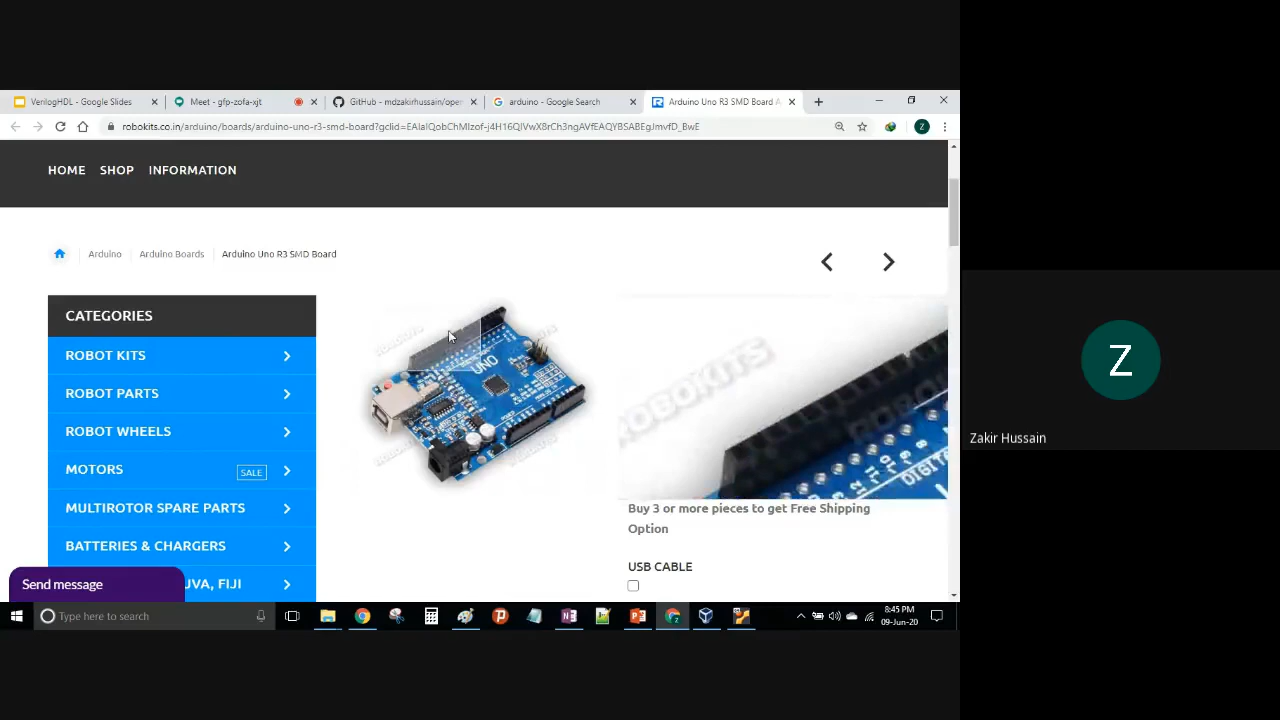 VerilogHDL - Google Slides
Meet - gfp-zofa-xjt
GitHub - mdzakirhussain/open
arduino - Google Search
Arduino Uno R3 SMD Board A
robokits.co.in/arduino/boards/arduino-uno-r3-smd-board?gclid=
Z
HOME SHOP INFORMATION
Arduino
Arduino Boards
Arduino Uno R3 SMD Board
CATEGORIES
ROBOT KITS
ROBOT PARTS
ROBOT WHEELS
MOTORS
SALE
MULTIROTOR SPARE PARTS
BATTERIES & CHARGERS
UVA, FIJI
Send message
UNO
ROBOKITS
DIGITAL
Buy 3 or more pieces to get Free Shipping
Option
USB CABLE
Type here to search
8:45 PM
09-Jun-20
Z
Zakir Hussain